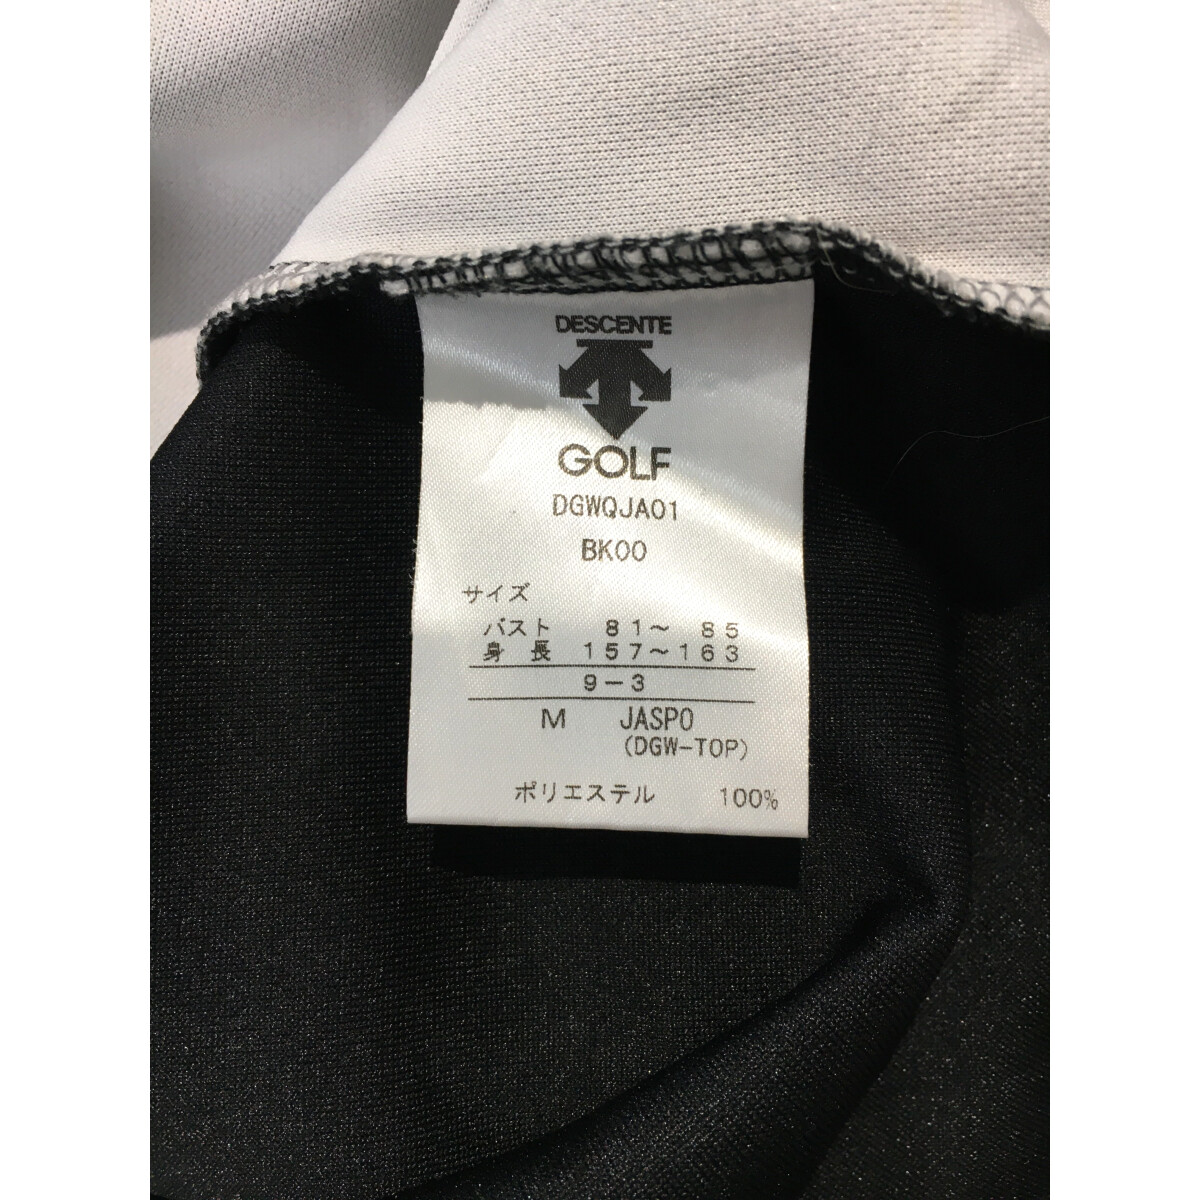 DESCENTE
GOLF
DGWQJA01
BK00
サイズ
バスト 81～ 85
身 長 157～163
9－3
M JASPO
(DGW-TOP)
ポリエステル 100%